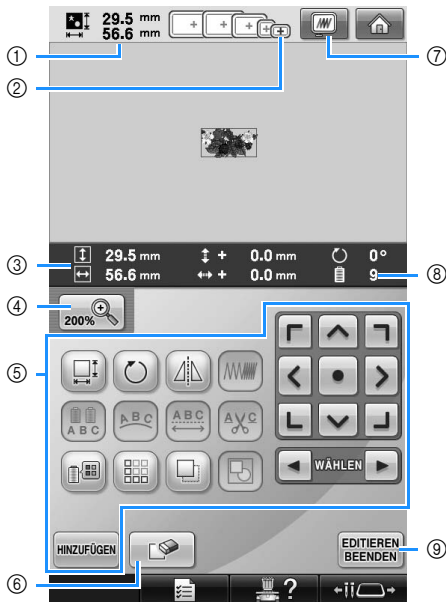 29.5 mm
56.6 mm
①
②
⑦
③
29.5 mm + 0.0 mm 0°
56.6 mm + 0.0 mm 9
⑧
④
200%
⑤
A B C
A B C
A B C
A C
WÄHLEN
HINZUFÜGEN
EDITIEREN
BEENDEN
⑨
⑥
?